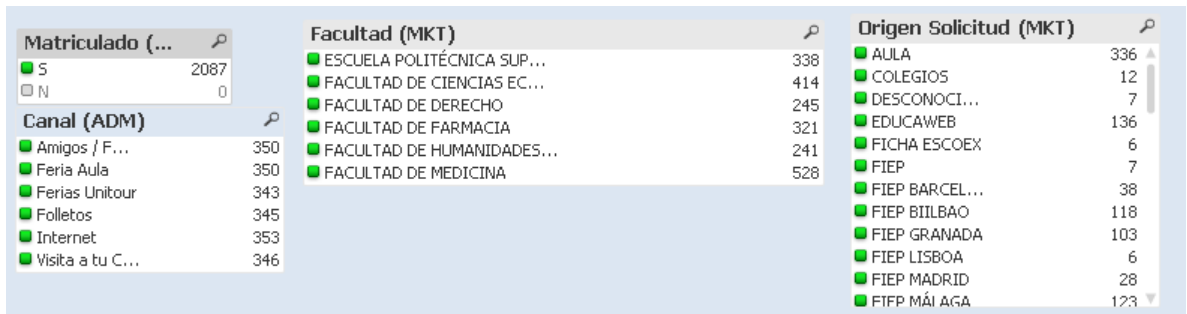 Matriculado (...
S 2087
N 0
Canal (ADM)
Amigos / F... 350
Feria Aula 350
Ferias Unitour 343
Folletos 345
Internet 353
Visita a tu C... 346
Facultad (MKT)
ESCUELA POLITÉCNICA SUP... 338
FACULTAD DE CIENCIAS EC... 414
FACULTAD DE DERECHO 245
FACULTAD DE FARMACIA 321
FACULTAD DE HUMANIDADES... 241
FACULTAD DE MEDICINA 528
Origen Solicitud (MKT)
AULA 336
COLEGIOS 12
DESCONOCI... 7
EDUCAWEB 136
FICHA ESCOEX 6
FIEP 7
FIEP BARCEL... 38
FIEP BIILBAO 118
FIEP GRANADA 103
FIEP LISBOA 6
FIEP MADRID 28
FIEP MÁLAGA 123